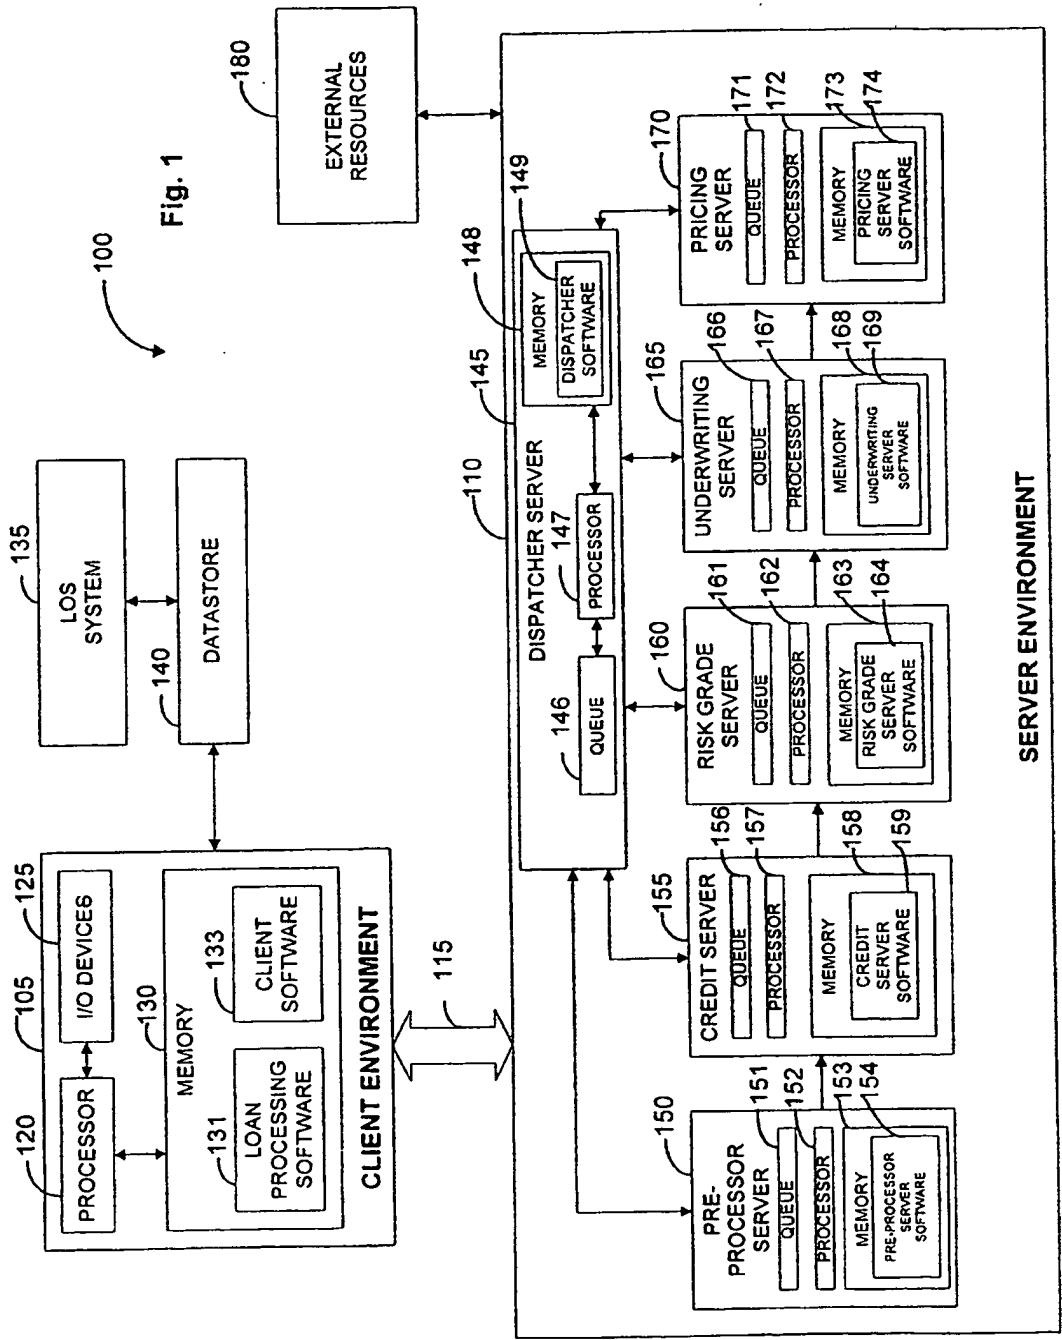 Fig. 1
100
135
LOS
SYSTEM
140
DATASTORE
180
EXTERNAL
RESOURCES
105
120
PROCESSOR
125
I/O DEVICES
130
MEMORY
131
LOAN
PROCESSING
SOFTWARE
133
CLIENT
SOFTWARE
CLIENT ENVIRONMENT
115
110
145
DISPATCHER SERVER
146
QUEUE
147
PROCESSOR
148
MEMORY
149
DISPATCHER
SOFTWARE
150
PRE-
PROCESSOR
SERVER
151
QUEUE
152
PROCESSOR
153
MEMORY
154
PRE-PROCESSOR
SERVER
SOFTWARE
155
CREDIT SERVER
156
QUEUE
157
PROCESSOR
158
MEMORY
159
CREDIT
SERVER
SOFTWARE
160
RISK GRADE
SERVER
161
QUEUE
162
PROCESSOR
163
MEMORY
164
RISK GRADE
SERVER
SOFTWARE
165
UNDERWRITING
SERVER
166
QUEUE
167
PROCESSOR
168
MEMORY
169
UNDERWRITING
SERVER
SOFTWARE
170
PRICING
SERVER
171
QUEUE
172
PROCESSOR
173
MEMORY
174
PRICING
SERVER
SOFTWARE
SERVER ENVIRONMENT